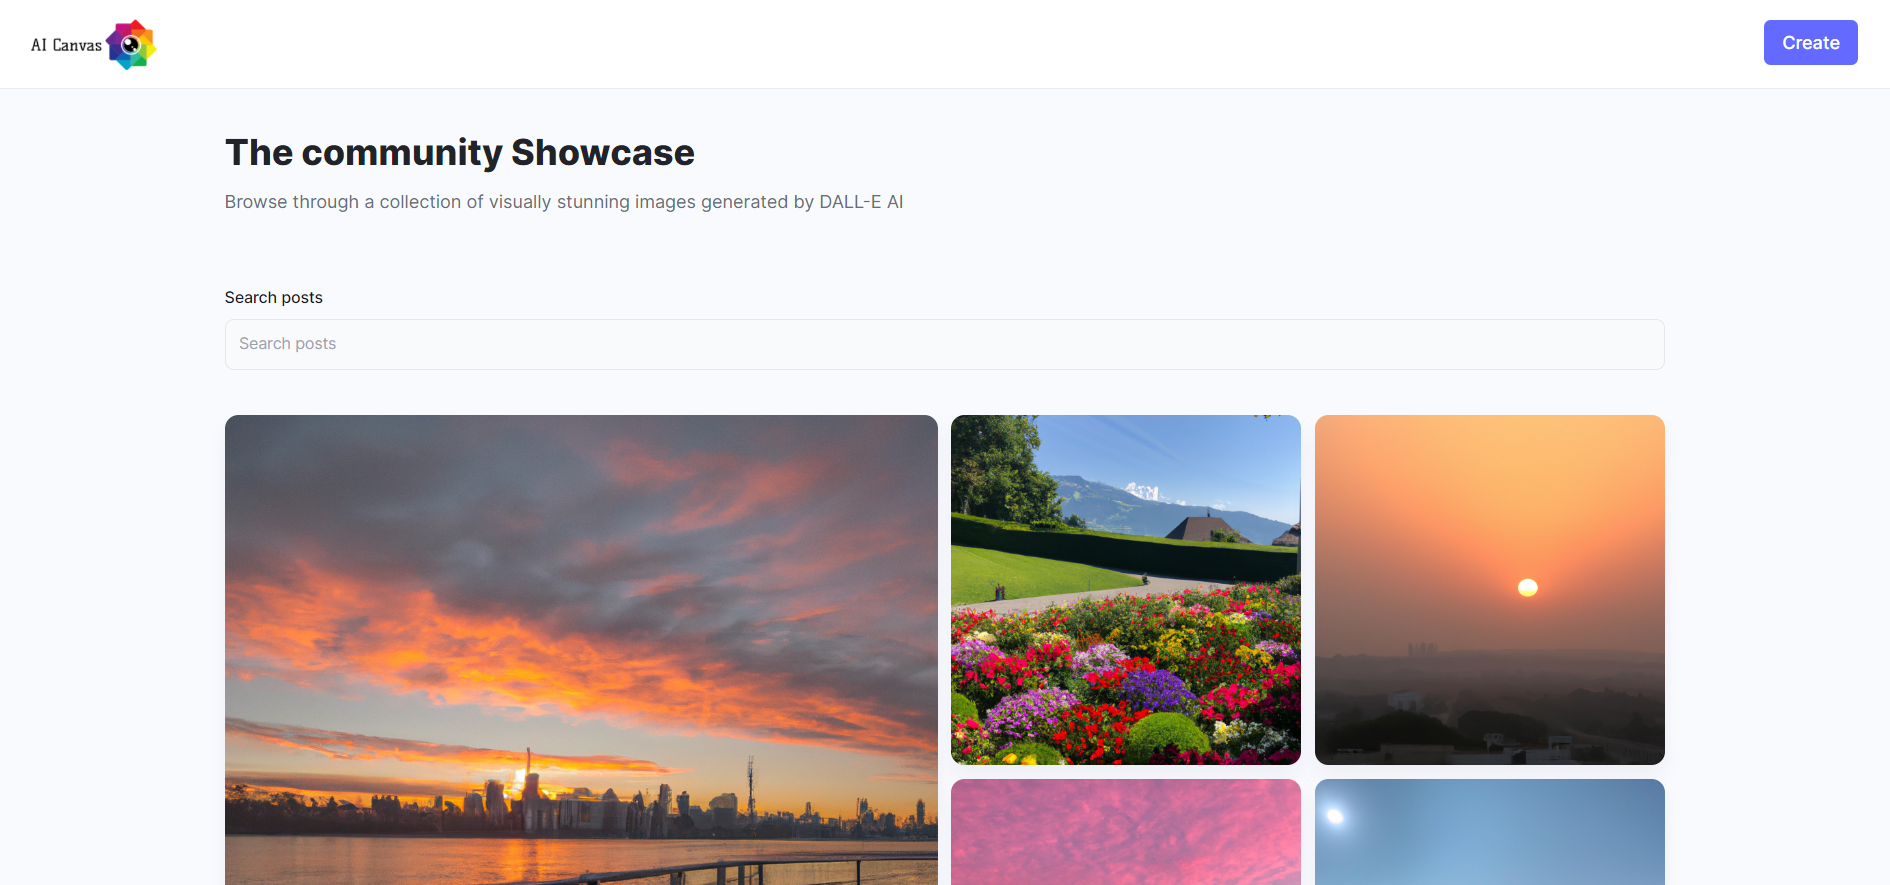 AI Canvas
Create
The community Showcase
Browse through a collection of visually stunning images generated by DALL-E AI
Search posts
Search posts